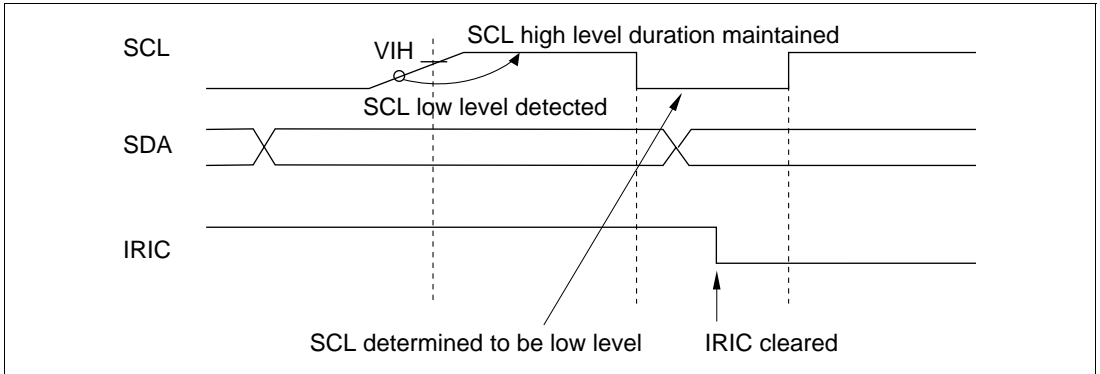 SCL
VIH
SCL high level duration maintained
SCL low level detected
SDA
IRIC
SCL determined to be low level
IRIC cleared